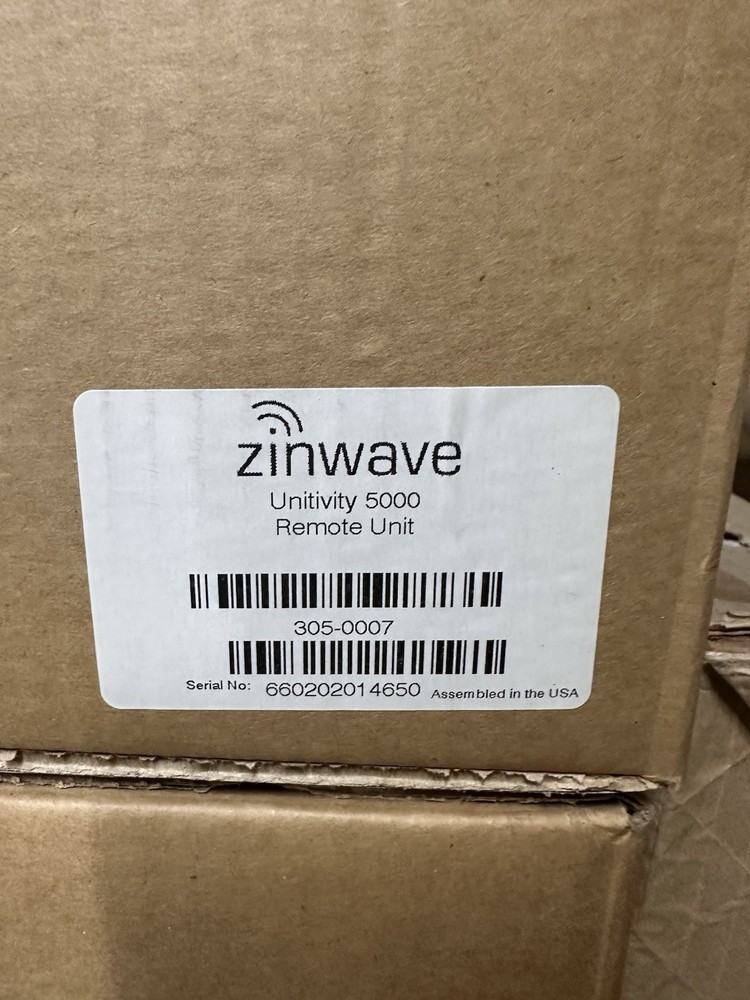 zinwave
Unitivity 5000
Remote Unit
305-0007
Serial No: 660202014650 Assembled in the USA